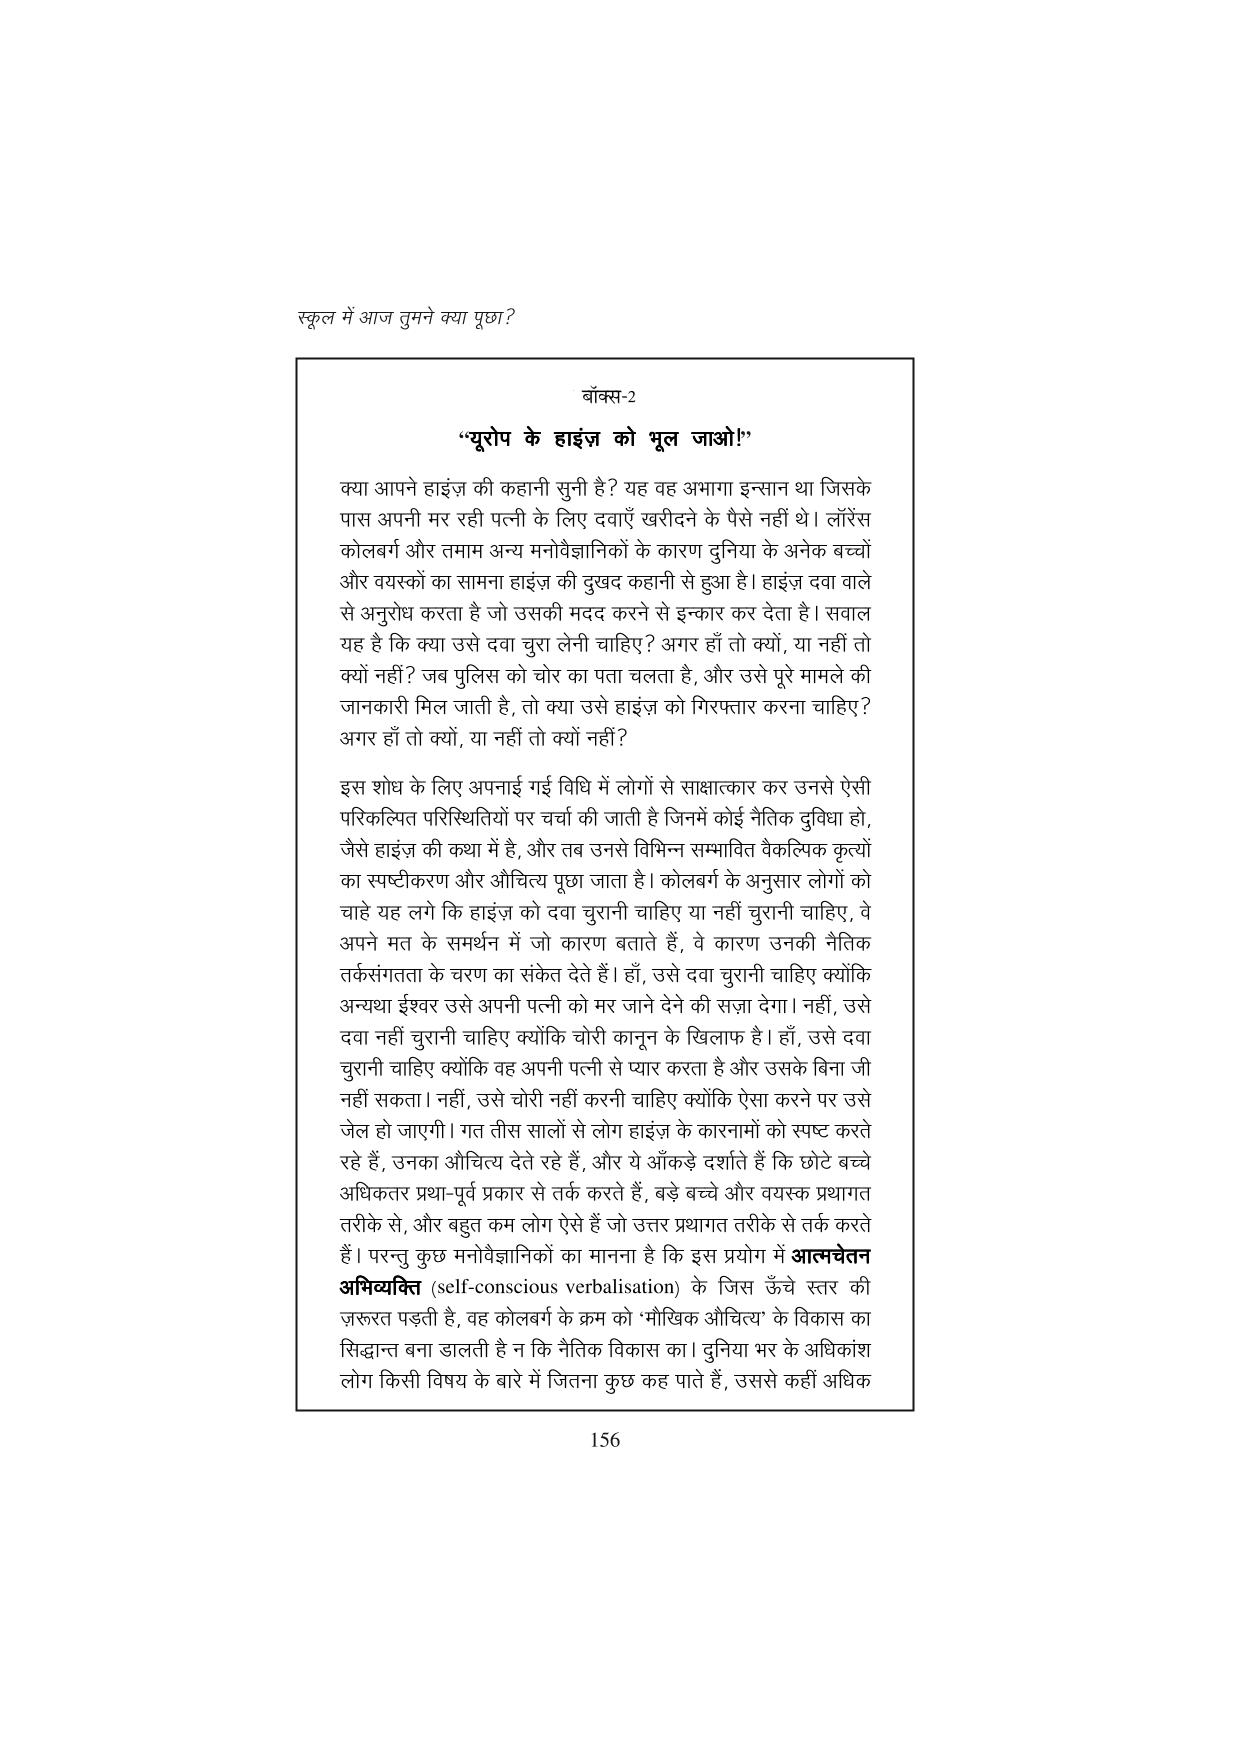 स्कूल में आज तुमने क्या पूछा?
बॉक्स-2
“यूरोप के हाइंज़ को भूल जाओ!”
क्या आपने हाइंज़ की कहानी सुनी है? यह वह अभागा इन्सान था जिसके
पास अपनी मर रही पत्नी के लिए दवाएँ खरीदने के पैसे नहीं थे। लॉरेंस
कोलबर्ग और तमाम अन्य मनोवैज्ञानिकों के कारण दुनिया के अनेक बच्चों
और वयस्कों का सामना हाइंज़ की दुखद कहानी से हुआ है। हाइंज़ दवा वाले
से अनुरोध करता है जो उसकी मदद करने से इन्कार कर देता है। सवाल
यह है कि क्या उसे दवा चुरा लेनी चाहिए? अगर हाँ तो क्यों, या नहीं तो
क्यों नहीं? जब पुलिस को चोर का पता चलता है, और उसे पूरे मामले की
जानकारी मिल जाती है, तो क्या उसे हाइंज़ को गिरफ्तार करना चाहिए?
अगर हाँ तो क्यों, या नहीं तो क्यों नहीं?
इस शोध के लिए अपनाई गई विधि में लोगों से साक्षात्कार कर उनसे ऐसी
परिकल्पित परिस्थितियों पर चर्चा की जाती है जिनमें कोई नैतिक दुविधा हो,
जैसे हाइंज़ की कथा में है, और तब उनसे विभिन्न सम्भावित वैकल्पिक कृत्यों
का स्पष्टीकरण और औचित्य पूछा जाता है। कोलबर्ग के अनुसार लोगों को
चाहे यह लगे कि हाइंज़ को दवा चुरानी चाहिए या नहीं चुरानी चाहिए, वे
अपने मत के समर्थन में जो कारण बताते हैं, वे कारण उनकी नैतिक
तर्कसंगतता के चरण का संकेत देते हैं। हाँ, उसे दवा चुरानी चाहिए क्योंकि
अन्यथा ईश्वर उसे अपनी पत्नी को मर जाने देने की सज़ा देगा। नहीं, उसे
दवा नहीं चुरानी चाहिए क्योंकि चोरी कानून के खिलाफ है। हाँ, उसे दवा
चुरानी चाहिए क्योंकि वह अपनी पत्नी से प्यार करता है और उसके बिना जी
नहीं सकता। नहीं, उसे चोरी नहीं करनी चाहिए क्योंकि ऐसा करने पर उसे
जेल हो जाएगी। गत तीस सालों से लोग हाइंज़ के कारनामों को स्पष्ट करते
रहे हैं, उनका औचित्य देते रहे हैं, और ये आँकड़े दर्शाते हैं कि छोटे बच्चे
अधिकतर प्रथा-पूर्व प्रकार से तर्क करते हैं, बड़े बच्चे और वयस्क प्रथागत
तरीके से, और बहुत कम लोग ऐसे हैं जो उत्तर प्रथागत तरीके से तर्क करते
हैं। परन्तु कुछ मनोवैज्ञानिकों का मानना है कि इस प्रयोग में आत्मचेतन
अभिव्यक्ति (self-conscious verbalisation) के जिस ऊँचे स्तर की
ज़रूरत पड़ती है, वह कोलबर्ग के क्रम को ‘मौखिक औचित्य’ के विकास का
सिद्धान्त बना डालती है न कि नैतिक विकास का। दुनिया भर के अधिकांश
लोग किसी विषय के बारे में जितना कुछ कह पाते हैं, उससे कहीं अधिक
156